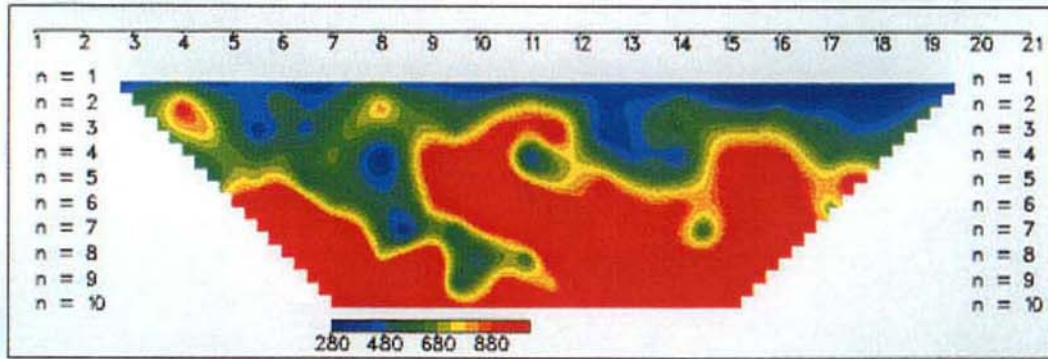 1 2 3 4 5 6 7 8 9 10 11 12 13 14 15 16 17 18 19 20 21
n = 1 n = 1
n = 2 n = 2
n = 3 n = 3
n = 4 n = 4
n = 5 n = 5
n = 6 n = 6
n = 7 n = 7
n = 8 n = 8
n = 9 n = 9
n = 10 n = 10
280 480 680 880